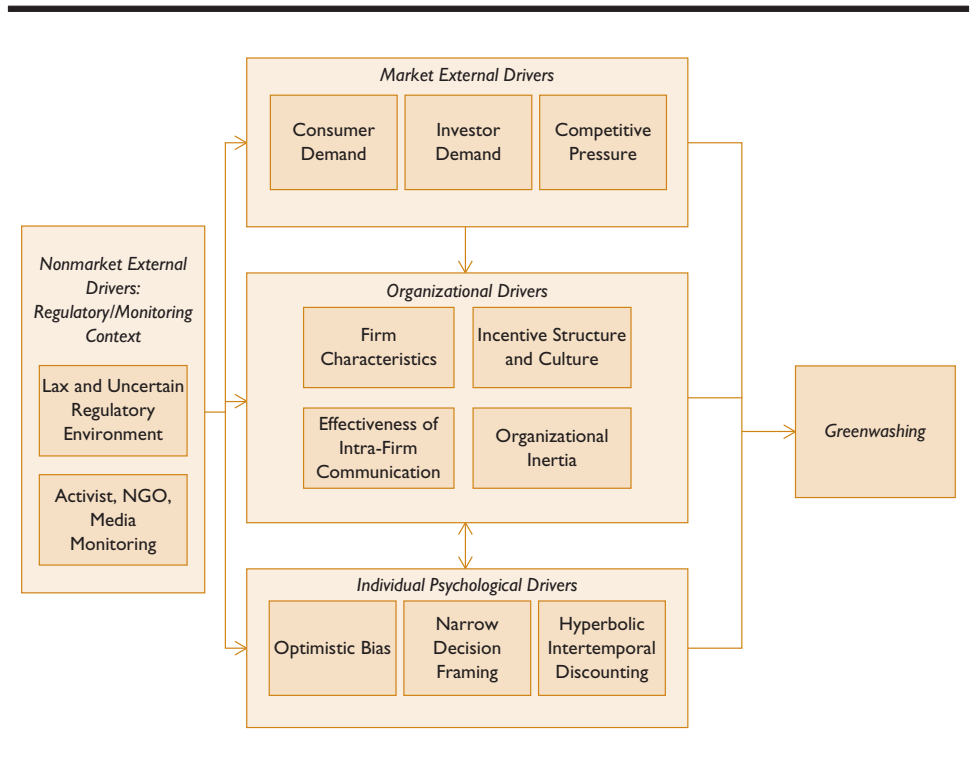 Market External Drivers
Consumer
Demand
Investor
Demand
Competitive
Pressure
Nonmarket External
Drivers:
Regulatory/Monitoring
Context
Lax and Uncertain
Regulatory
Environment
Activist, NGO,
Media
Monitoring
Organizational Drivers
Firm
Characteristics
Incentive Structure
and Culture
Effectiveness of
Intra-Firm
Communication
Organizational
Inertia
Individual Psychological Drivers
Optimistic Bias
Narrow
Decision
Framing
Hyperbolic
Intertemporal
Discounting
Greenwashing